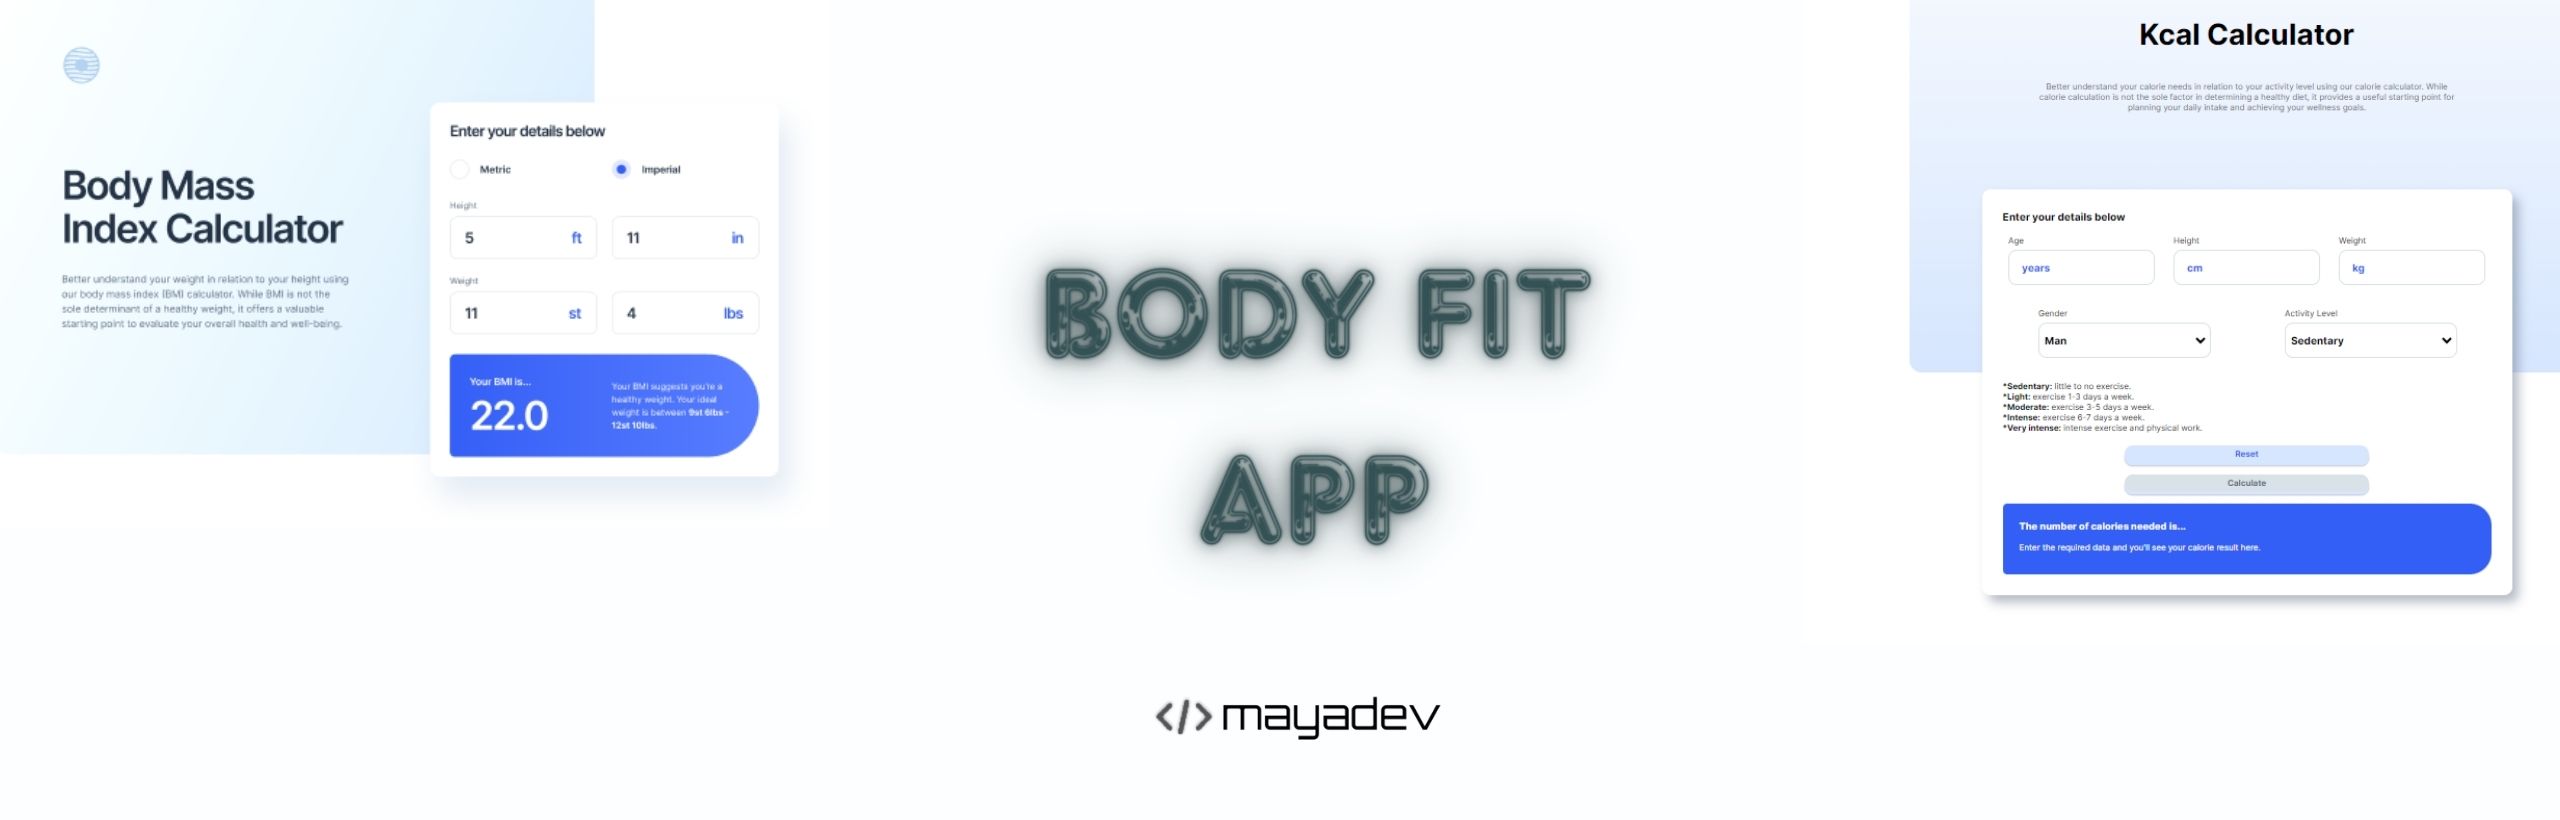 Body Mass
Index Calculator
Better understand your weight in relation to your height using
our body mass index (BMI) calculator. While BMI is not the
sole determinant of a healthy weight, it offers a valuable
starting point to evaluate your overall health and well-being.
Enter your details below
Metric
Imperial
Height
5 ft
11 in
Weight
11 st
4 lbs
Your BMI is...
22.0
Your BMI suggests you're a
healthy weight. Your ideal
weight is between 9st 6lbs -
12st 10lbs.
BODY FIT
APP
</> mayadev
Kcal Calculator
Better understand your calorie needs in relation to your activity level using our calorie calculator. While
calorie calculation is not the sole factor in determining a healthy diet, it provides a useful starting point for
planning your daily intake and achieving your wellness goals.
Enter your details below
Age
Height
Weight
years
cm
kg
Gender
Activity Level
Man
Sedentary
*Sedentary: little to no exercise.
*Light: exercise 1-3 days a week.
*Moderate: exercise 3-5 days a week.
*Intense: exercise 6-7 days a week.
*Very intense: intense exercise and physical work.
Reset
Calculate
The number of calories needed is...
Enter the required data and you'll see your calorie result here.